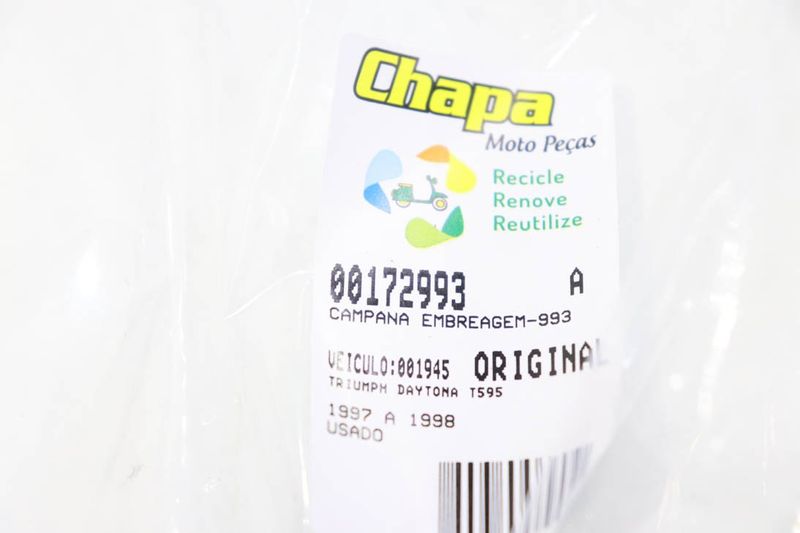 Chapa
Moto Peças
Recicle
Renove
Reutilize
00172993 A
CAMPANA EMBREAGEM-993
VEICULO:001945 ORIGINAL
TRIUMPH DAYTONA T595
1997 A 1998
USADO